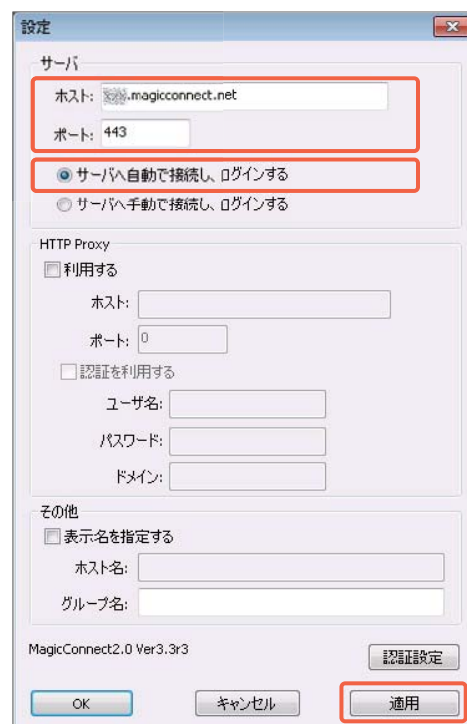 設定
サーバ
ホスト: .magicconnect.net
ポート: 443
サーバへ自動で接続し、ログインする
サーバへ手動で接続し、ログインする
HTTP Proxy
利用する
ホスト:
ポート: 0
認証を利用する
ユーザ名:
パスワード:
ドメイン:
その他
表示名を指定する
ホスト名:
グループ名:
MagicConnect2.0 Ver3.3r3
認証設定
OK キャンセル 適用